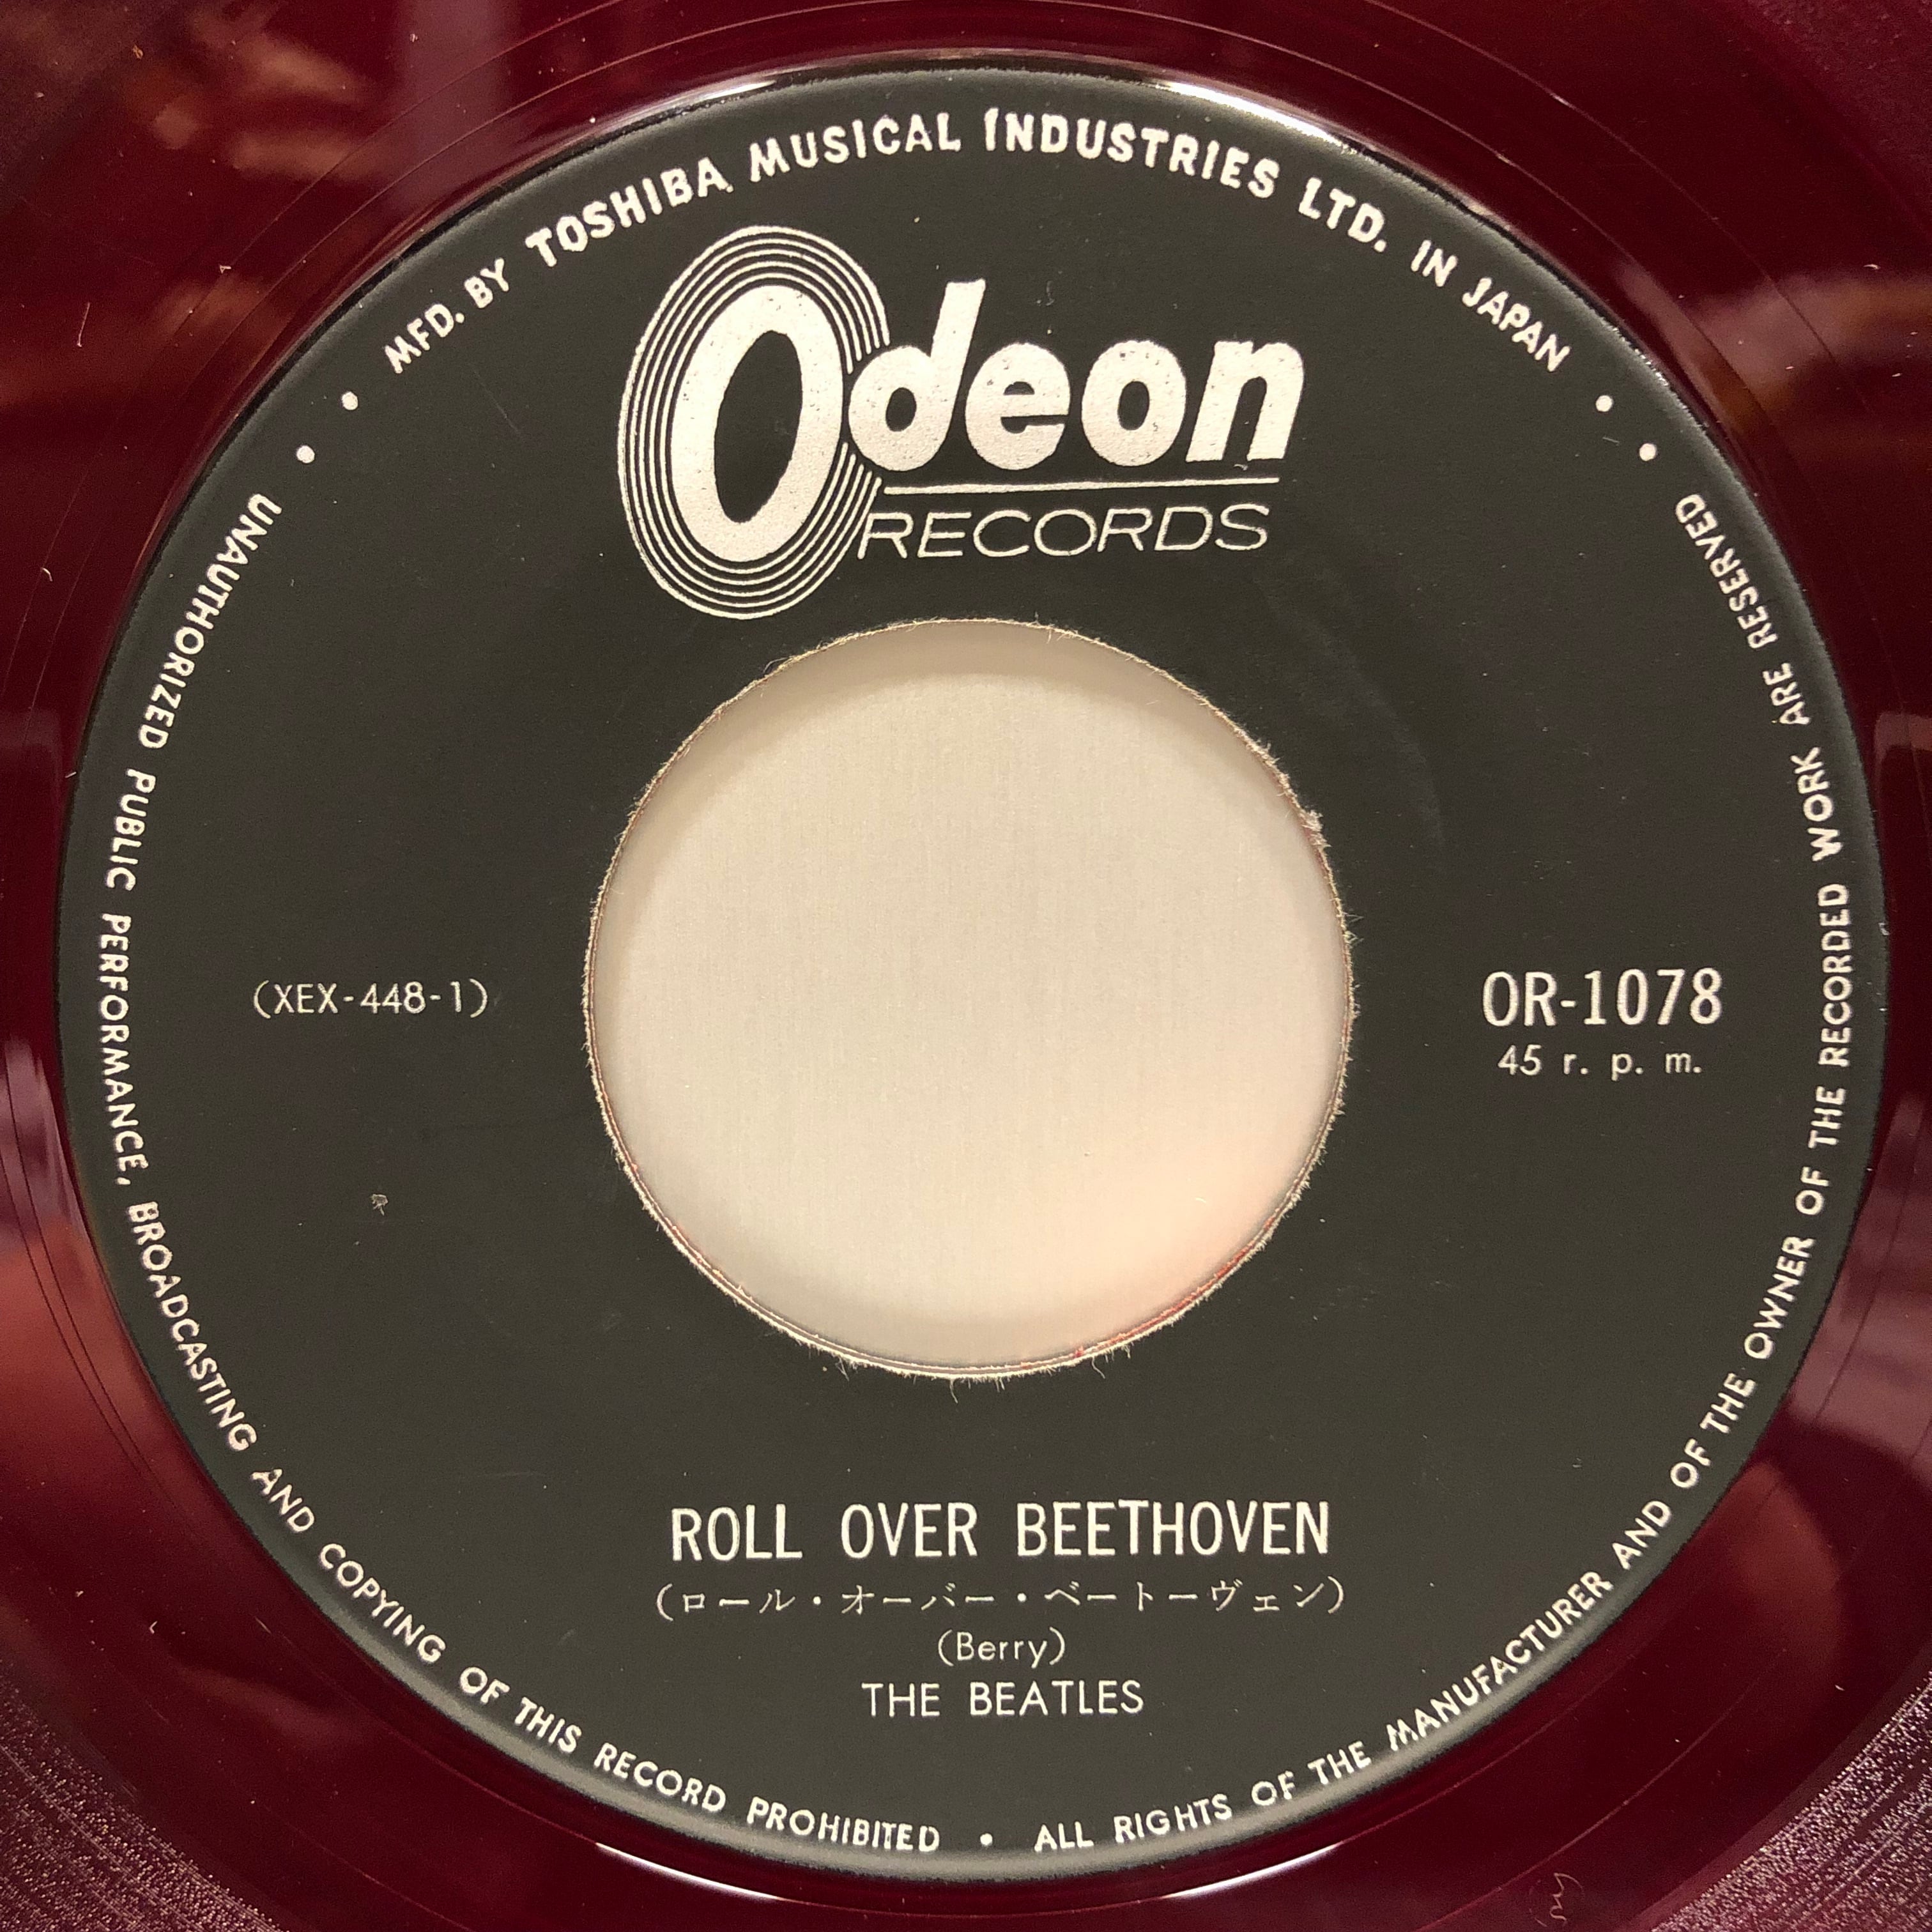 MFD. BY TOSHIBA MUSICAL INDUSTRIES LTD. IN JAPAN
Odeon
RECORDS
(XEX-448-1)
OR-1078
45 r. p. m.
ROLL OVER BEETHOVEN
(ロール・オーバー・ベートーヴェン)
(Berry)
THE BEATLES
UNAUTHORIZED PUBLIC PERFORMANCE, BROADCASTING AND COPYING OF THIS RECORD PROHIBITED • ALL RIGHTS OF THE MANUFACTURER AND OF THE OWNER OF THE RECORDED WORK ARE RESERVED